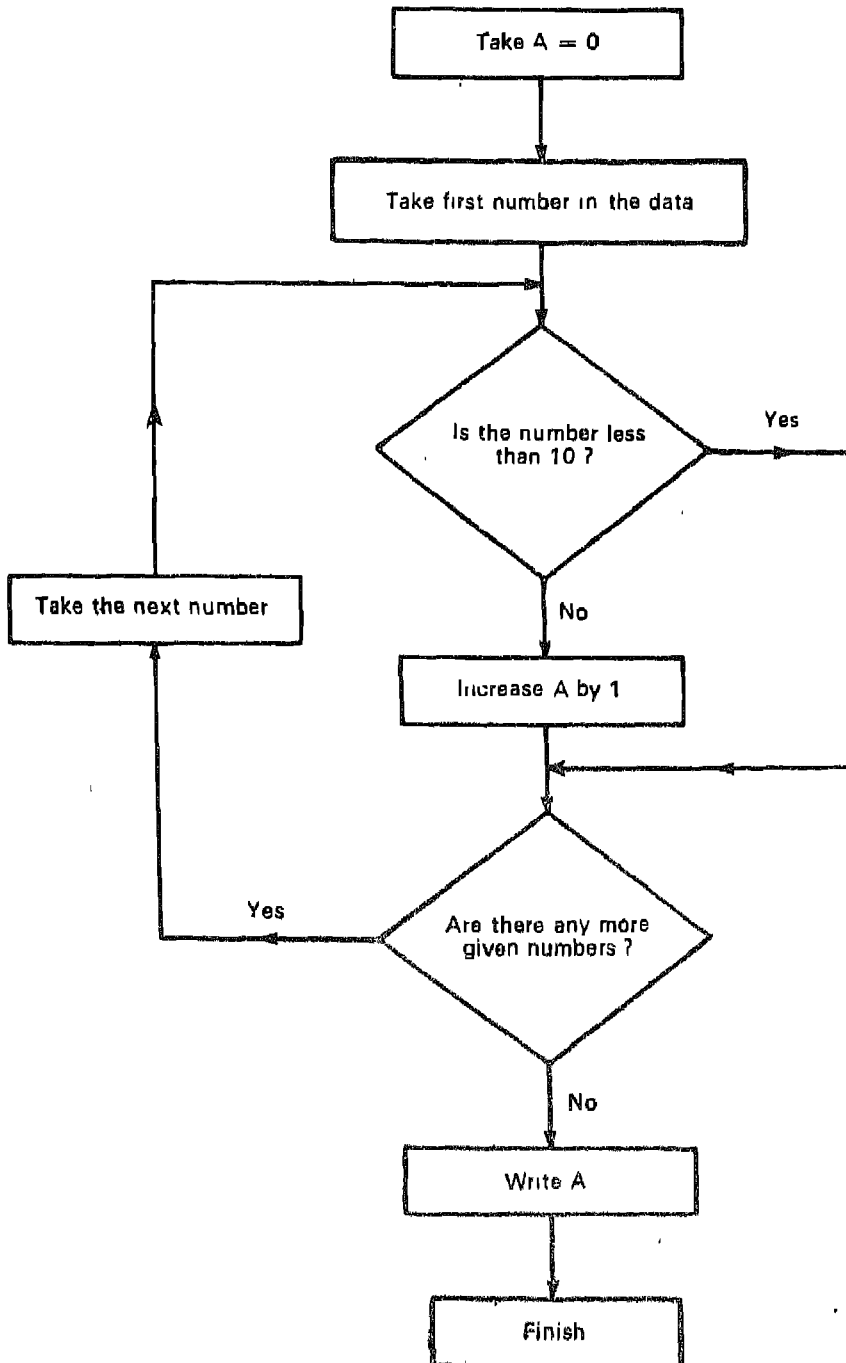 Take A = 0
Take first number in the data
Is the number less
than 10 ?
Yes
Take the next number
No
Increase A by 1
Yes
Are there any more
given numbers ?
No
Write A
Finish